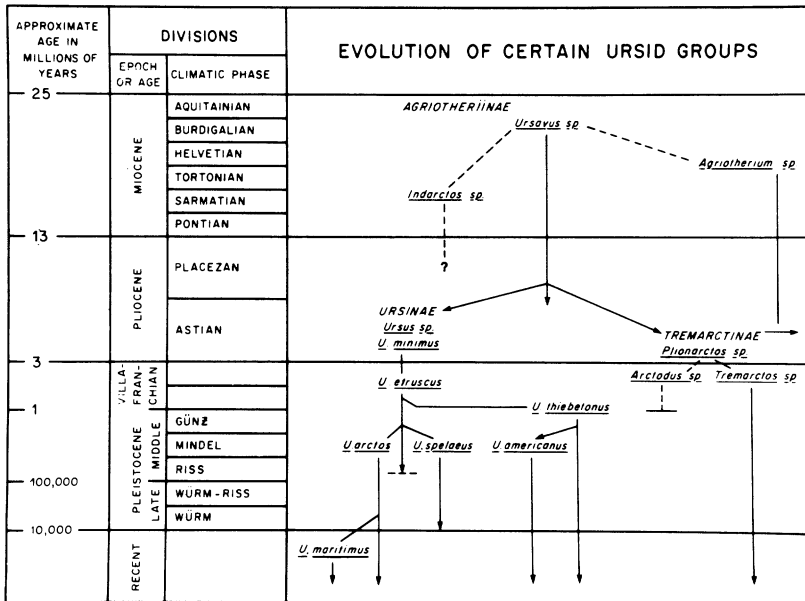 APPROXIMATE
AGE IN
MILLIONS OF
YEARS
DIVISIONS
EPOCH
OR AGE
CLIMATIC PHASE
EVOLUTION OF CERTAIN URSID GROUPS
25
MIOCENE
AQUITAINIAN
BURDIGALIAN
HELVETIAN
TORTONIAN
SARMATIAN
PONTIAN
AGRIOTHERIINAE
Ursavus sp
Agriotherium sp
Indarctos sp
13
PLIOCENE
PLACEZAN
ASTIAN
?
URSINAE
Ursus sp.
U. minimus
TREMARCTINAE
Plionarctos sp
3
VILLA-
FRAN-
CHIAN
U etruscus
Arctodus sp
Tremarctos sp
1
U thiebetonus
PLEISTOCENE
MIDDLE
GÜNZ
MINDEL
RISS
U arctos
U. spelaeus
U americanus
100,000
LATE
WÜRM-RISS
WÜRM
10,000
RECENT
U. maritimus